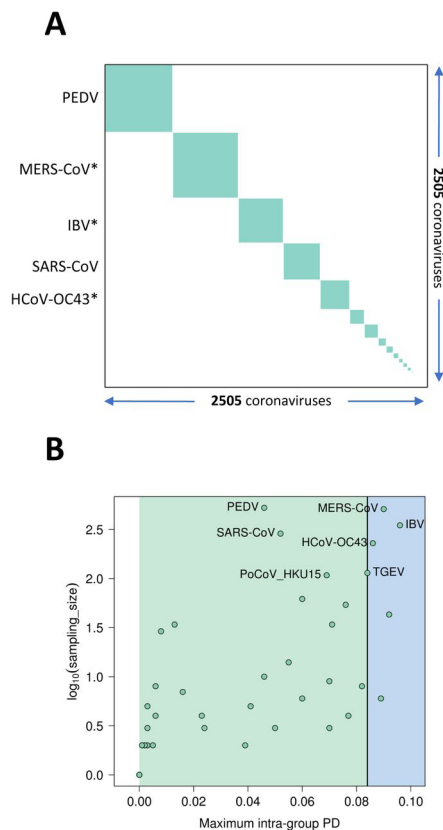 A
PEDV
MERS-CoV*
IBV*
SARS-CoV
HCoV-OC43*
2505 coronaviruses
2505 coronaviruses
B
log10(sampling_size)
2.5
2.0
1.5
1.0
0.5
0.0
PEDV
MERS-CoV
IBV
SARS-CoV
HCoV-OC43
PoCoV_HKU15
TGEV
0.00 0.02 0.04 0.06 0.08 0.10
Maximum intra-group PD